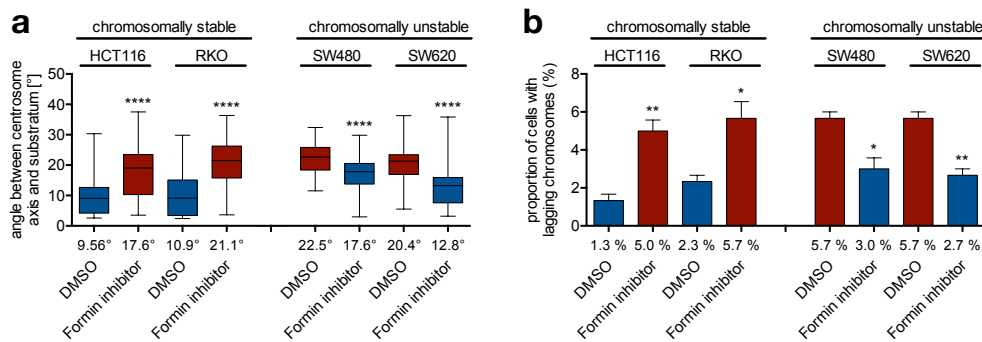 a
chromosomally stable
chromosomally unstable
HCT116
RKO
SW480
SW620
angle between centrosome
axis and substratum [°]
50
40
30
20
10
0
****
****
****
****
9.56° 17.6° 10.9° 21.1° 22.5° 17.6° 20.4° 12.8°
DMSO
Formin inhibitor
DMSO
Formin inhibitor
DMSO
Formin inhibitor
DMSO
Formin inhibitor
b
chromosomally stable
chromosomally unstable
HCT116
RKO
SW480
SW620
proportion of cells with
lagging chromosomes (%)
8
6
4
2
0
**
*
*
**
1.3 % 5.0 % 2.3 % 5.7 % 5.7 % 3.0 % 5.7 % 2.7 %
DMSO
Formin inhibitor
DMSO
Formin inhibitor
DMSO
Formin inhibitor
DMSO
Formin inhibitor